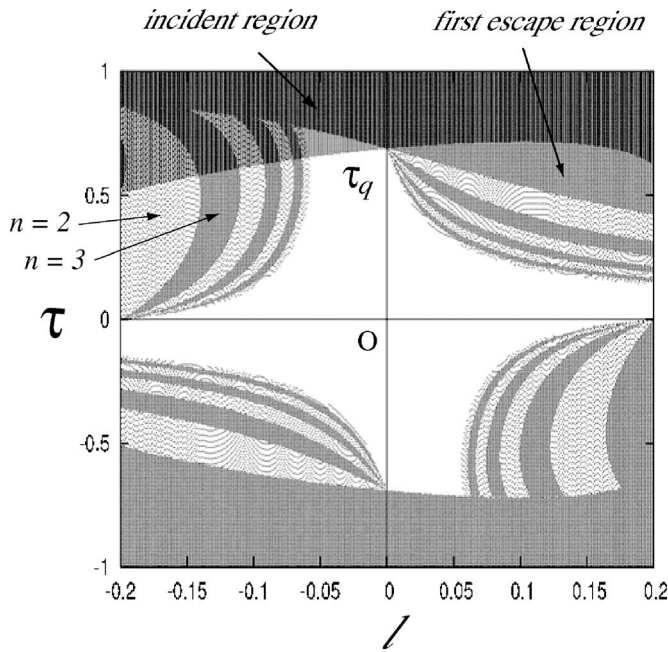 incident region
first escape region
1
0.5
τq
n = 2
n = 3
τ
0
O
-0.5
-1
-0.2 -0.15 -0.1 -0.05 0 0.05 0.1 0.15 0.2
l